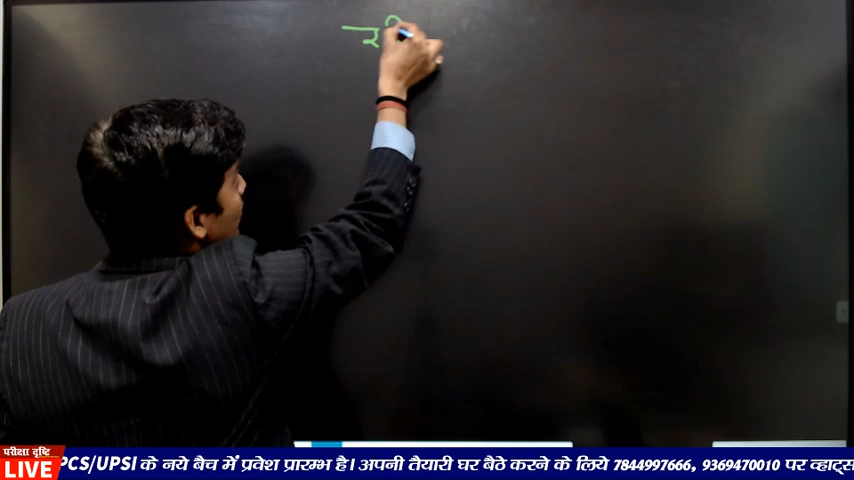 परीक्षा दृष्टि
LIVE
PCS/UPSI के नये बैच में प्रवेश प्रारम्भ है। अपनी तैयारी घर बैठे करने के लिये 7844997666, 9369470010 पर व्हाट्स